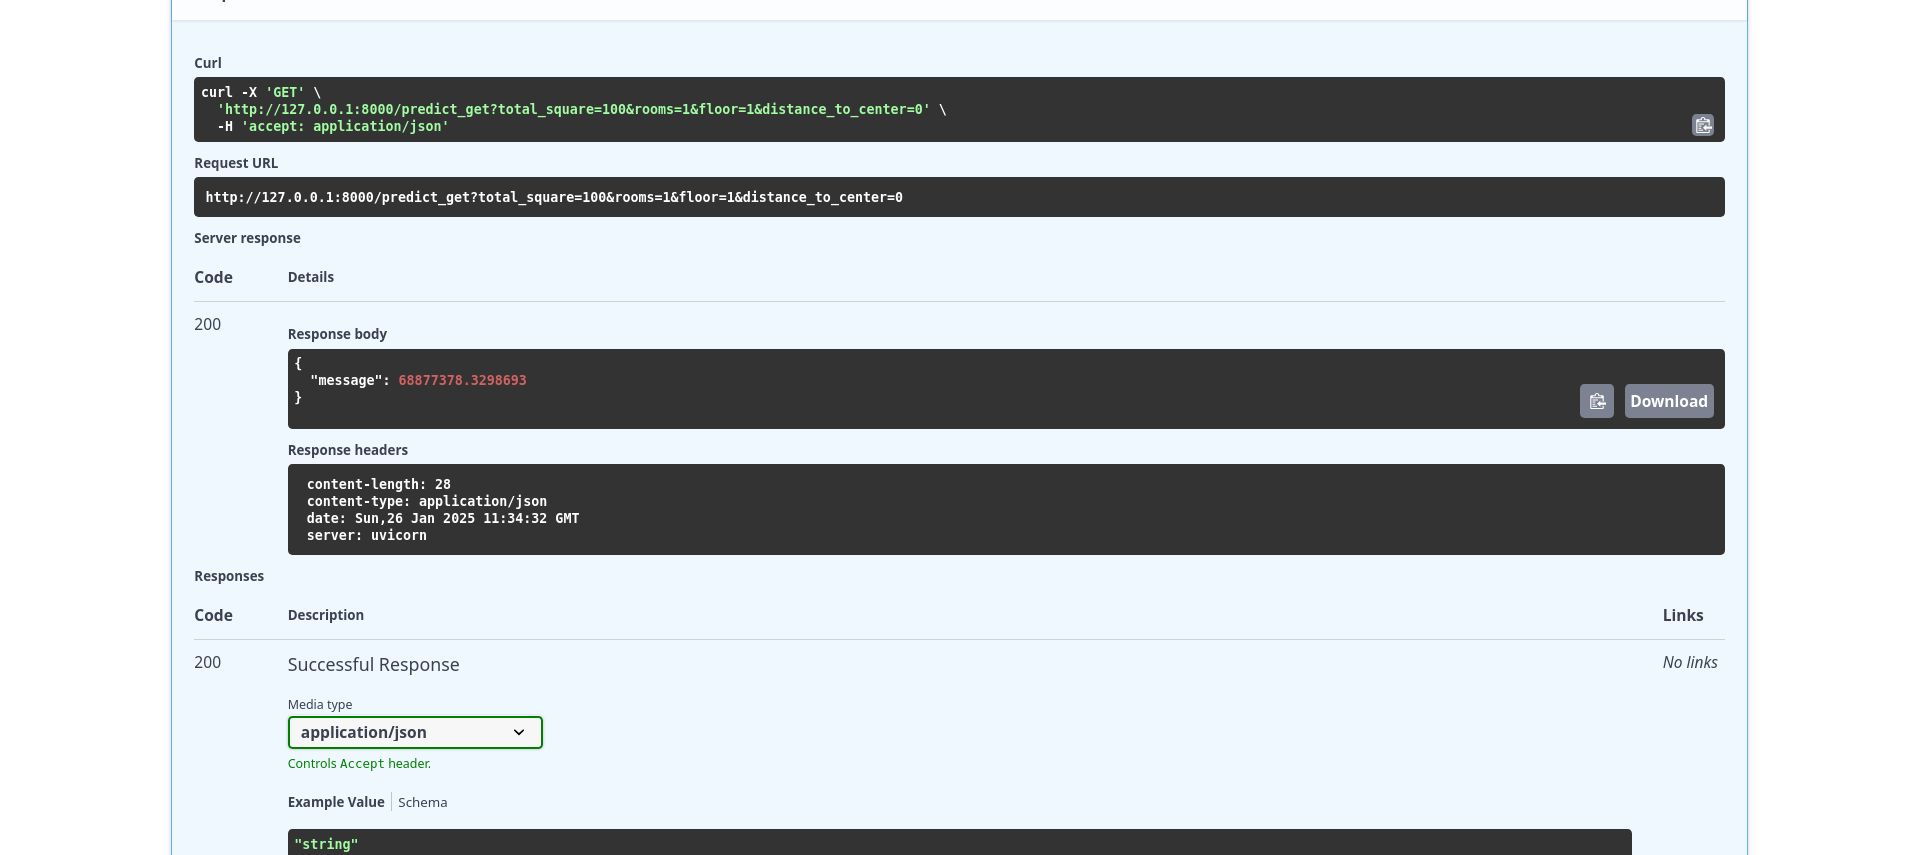 Curl
curl -X 'GET' \
'http://127.0.0.1:8000/predict_get?total_square=100&rooms=1&floor=1&distance_to_center=0' \
-H 'accept: application/json'
Request URL
http://127.0.0.1:8000/predict_get?total_square=100&rooms=1&floor=1&distance_to_center=0
Server response
Code Details
200
Response body
{
"message": 68877378.3298693
}
Download
Response headers
content-length: 28
content-type: application/json
date: Sun,26 Jan 2025 11:34:32 GMT
server: uvicorn
Responses
Code Description Links
200 Successful Response No links
Media type
application/json
Controls Accept header.
Example Value Schema
"string"